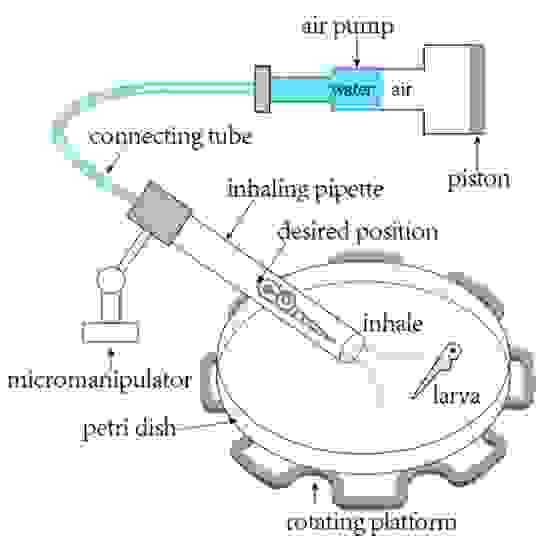 air pump
water
air
connecting tube
piston
inhaling pipette
desired position
inhale
micromanipulator
larva
petri dish
rotating platform